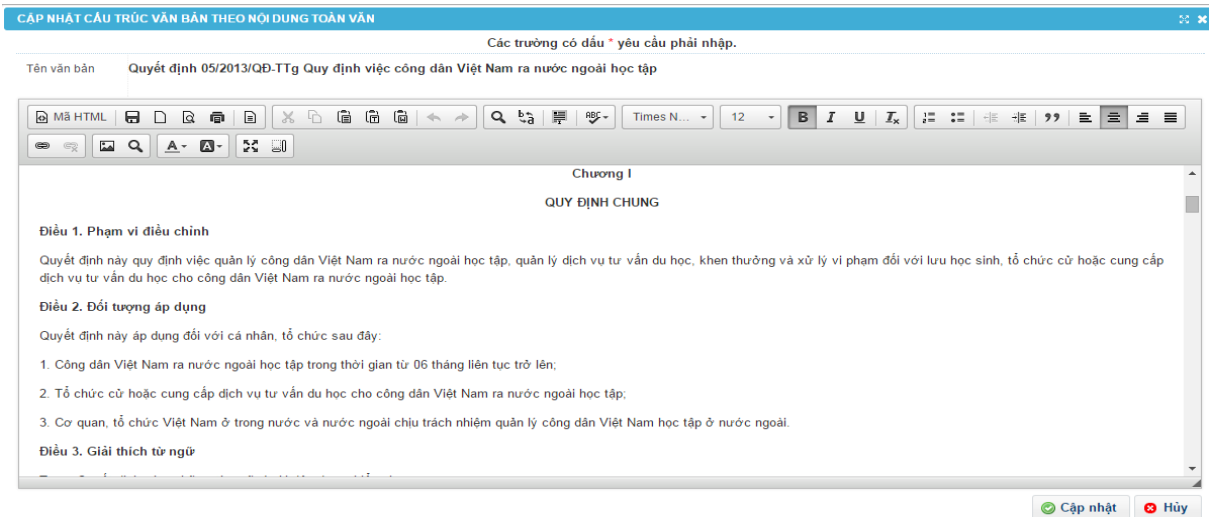 CẬP NHẬT CẤU TRÚC VĂN BẢN THEO NỘI DUNG TOÀN VĂN
Các trường có dấu * yêu cầu phải nhập.
Tên văn bản Quyết định 05/2013/QĐ-TTg Quy định việc công dân Việt Nam ra nước ngoài học tập
Mã HTML ABC Times N... 12 B I U Ix
A A
Chương I
QUY ĐỊNH CHUNG
Điều 1. Phạm vi điều chỉnh
Quyết định này quy định việc quản lý công dân Việt Nam ra nước ngoài học tập, quản lý dịch vụ tư vấn du học, khen thưởng và xử lý vi phạm đối với lưu học sinh, tổ chức cử hoặc cung cấp
dịch vụ tư vấn du học cho công dân Việt Nam ra nước ngoài học tập.
Điều 2. Đối tượng áp dụng
Quyết định này áp dụng đối với cá nhân, tổ chức sau đây:
1. Công dân Việt Nam ra nước ngoài học tập trong thời gian từ 06 tháng liên tục trở lên;
2. Tổ chức cử hoặc cung cấp dịch vụ tư vấn du học cho công dân Việt Nam ra nước ngoài học tập;
3. Cơ quan, tổ chức Việt Nam ở trong nước và nước ngoài chịu trách nhiệm quản lý công dân Việt Nam học tập ở nước ngoài.
Điều 3. Giải thích từ ngữ
Cập nhật Hủy